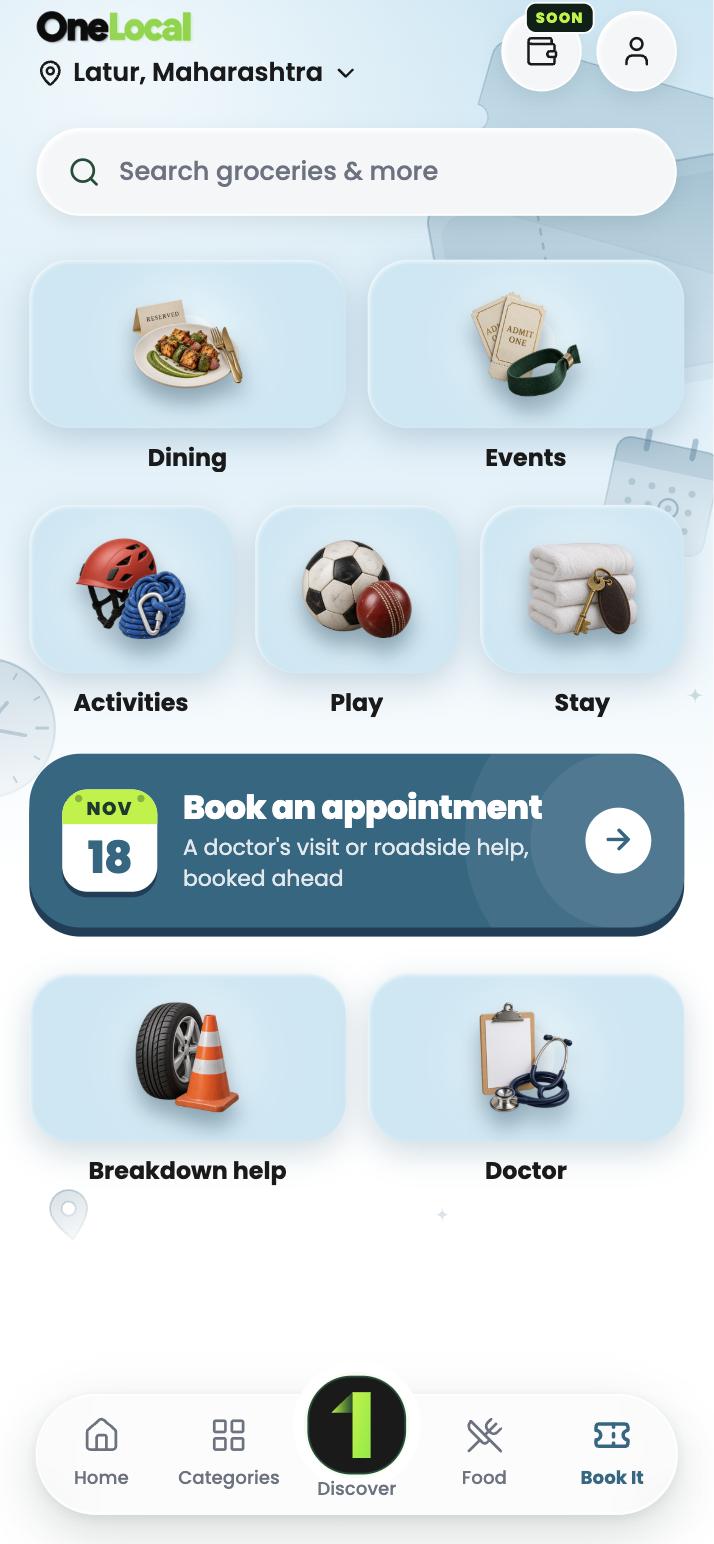 OneLocal
SOON
Latur, Maharashtra
Search groceries & more
RESERVED
ADMIT
ONE
Dining
Events
Activities
Play
Stay
NOV
18
Book an appointment
A doctor's visit or roadside help,
booked ahead
Breakdown help
Doctor
1
Home
Categories
Discover
Food
Book It